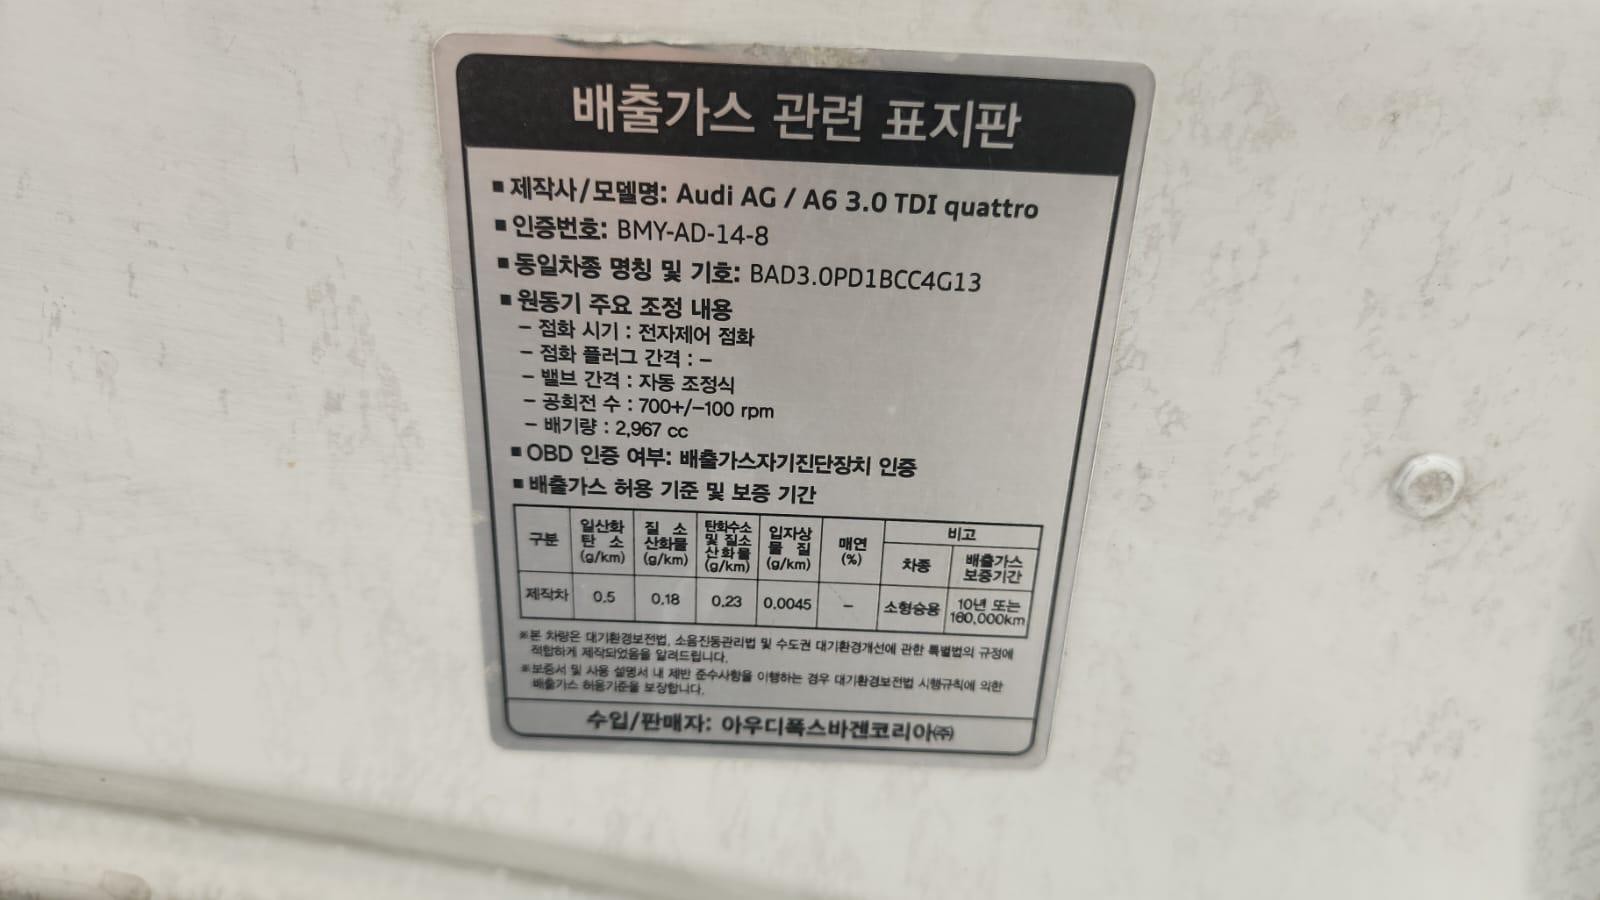 배출가스 관련 표지판
■ 제작사/모델명: Audi AG / A6 3.0 TDI quattro
■ 인증번호: BMY-AD-14-8
■ 동일차종 명칭 및 기호: BAD3.0PD1BCC4G13
■ 원동기 주요 조정 내용
– 점화 시기 : 전자제어 점화
– 점화 플러그 간격 : –
– 밸브 간격 : 자동 조정식
– 공회전 수 : 700+/–100 rpm
– 배기량 : 2,967 cc
■ OBD 인증 여부: 배출가스자기진단장치 인증
■ 배출가스 허용 기준 및 보증 기간
구분 일산화 탄소 (g/km) 질소 산화물 (g/km) 탄화수소 및 질소 산화물 (g/km) 입자상 물질 (g/km) 매연 (%) 비고
차종 배출가스 보증기간
제작차 0.5 0.18 0.23 0.0045 – 소형승용 10년 또는 160,000km
※본 차량은 대기환경보전법, 소음진동관리법 및 수도권 대기환경개선에 관한 특별법의 규정에
적합하게 제작되었음을 알려드립니다.
※보증서 및 사용 설명서 내 제반 준수사항을 이행하는 경우 대기환경보전법 시행규칙에 의한
배출가스 허용기준을 보장합니다.
수입/판매자: 아우디폭스바겐코리아㈜